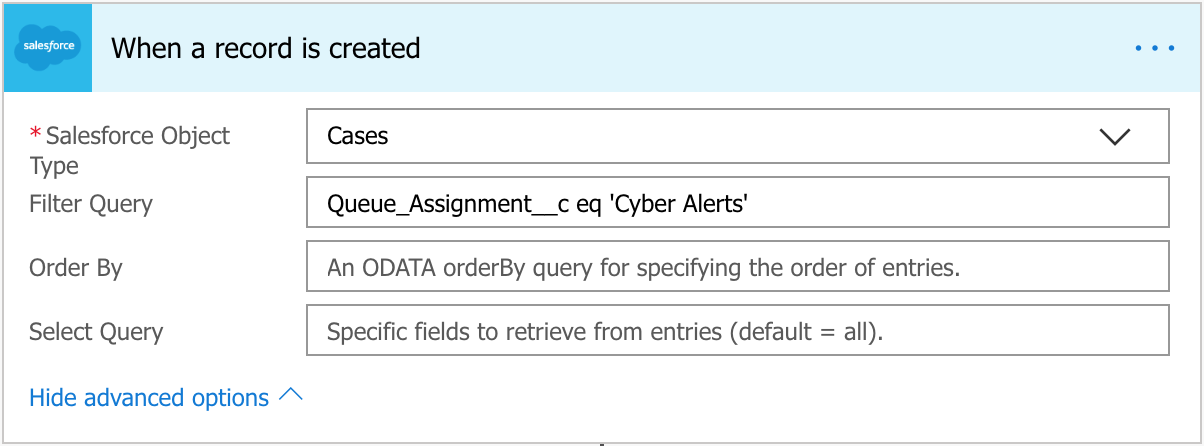 salesforce
When a record is created
* Salesforce Object
Type
Cases
Filter Query
Queue_Assignment__c eq 'Cyber Alerts'
Order By
An ODATA orderBy query for specifying the order of entries.
Select Query
Specific fields to retrieve from entries (default = all).
Hide advanced options